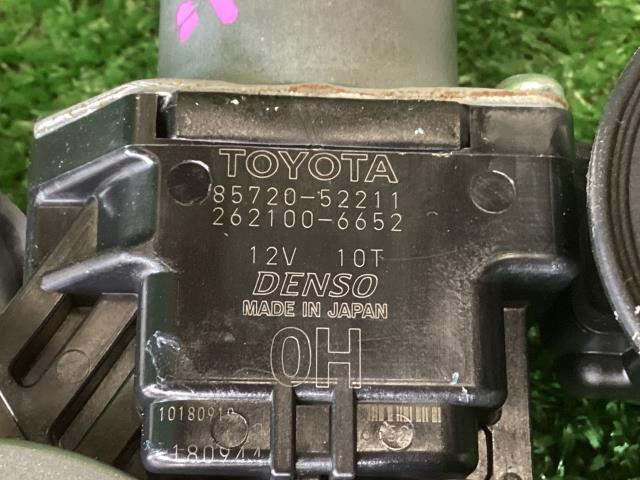 TOYOTA
85720-52211
262100-6652
12V 10T
DENSO
MADE IN JAPAN
0H